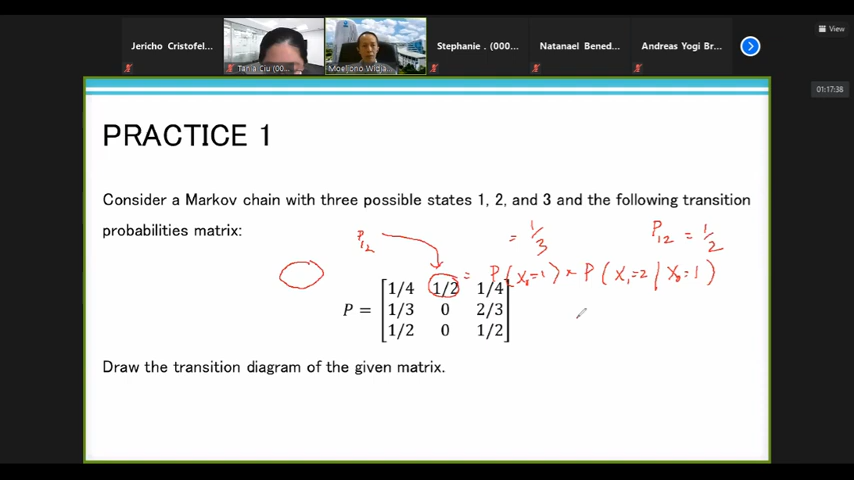 View
Jericho Cristofel...
Stephanie . (000...
Natanael Bened...
Andreas Yogi Br...
Tania Ciu (00...
Moeljono Widja...
01:17:38
PRACTICE 1
Consider a Markov chain with three possible states 1, 2, and 3 and the following transition
probabilities matrix:
P₁₂
= 1/3
P₁₂ = 1/2
= P(X₀=1) × P(X₁=2 | X₀=1)
P = [1/4 1/2 1/4
1/3 0 2/3
1/2 0 1/2]
Draw the transition diagram of the given matrix.